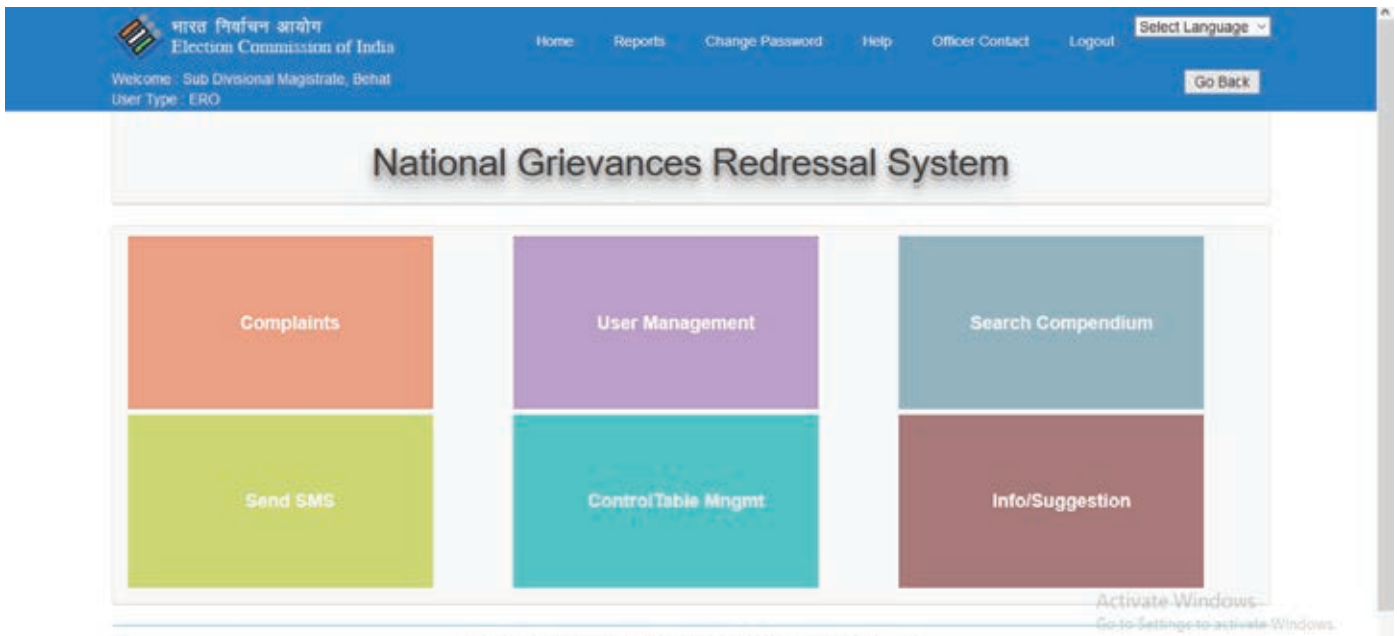 भारत निर्वाचन आयोग
Election Commission of India
Home Reports Change Password Help Officer Contact Logout
Select Language
Welcome : Sub Divisional Magistrate, Behat
User Type : ERO
Go Back
National Grievances Redressal System
Complaints User Management Search Compendium
Send SMS ControlTable Mngmt Info/Suggestion
Activate Windows
Go to Settings to activate Windows.